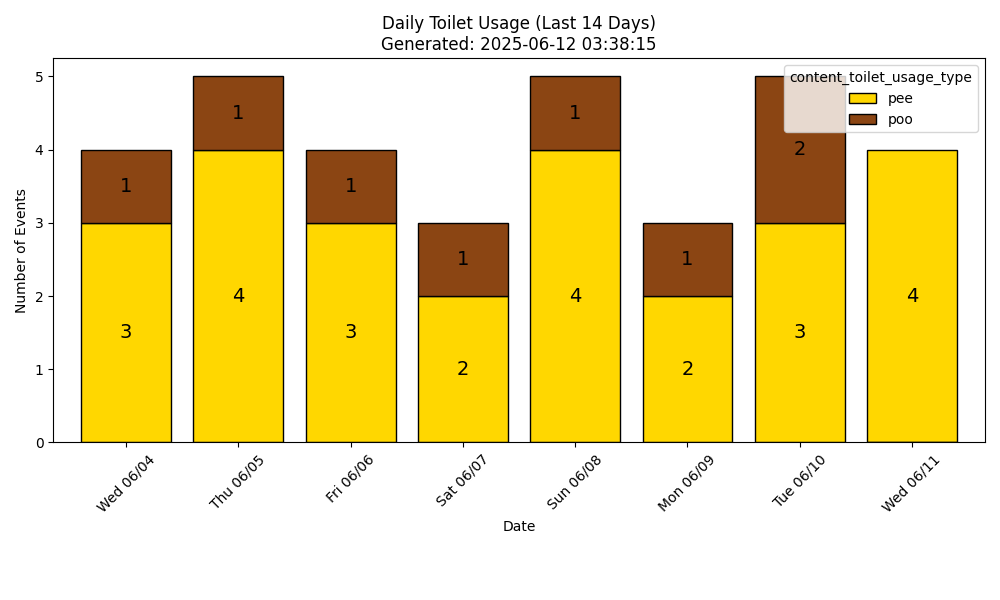 Daily Toilet Usage (Last 14 Days)
Generated: 2025-06-12 03:38:15
content_toilet_usage_type
pee
poo
Number of Events
5
4
3
2
1
0
1 1 1 1 1 1 2
3 4 3 2 4 2 3 4
Wed 06/04 Thu 06/05 Fri 06/06 Sat 06/07 Sun 06/08 Mon 06/09 Tue 06/10 Wed 06/11
Date